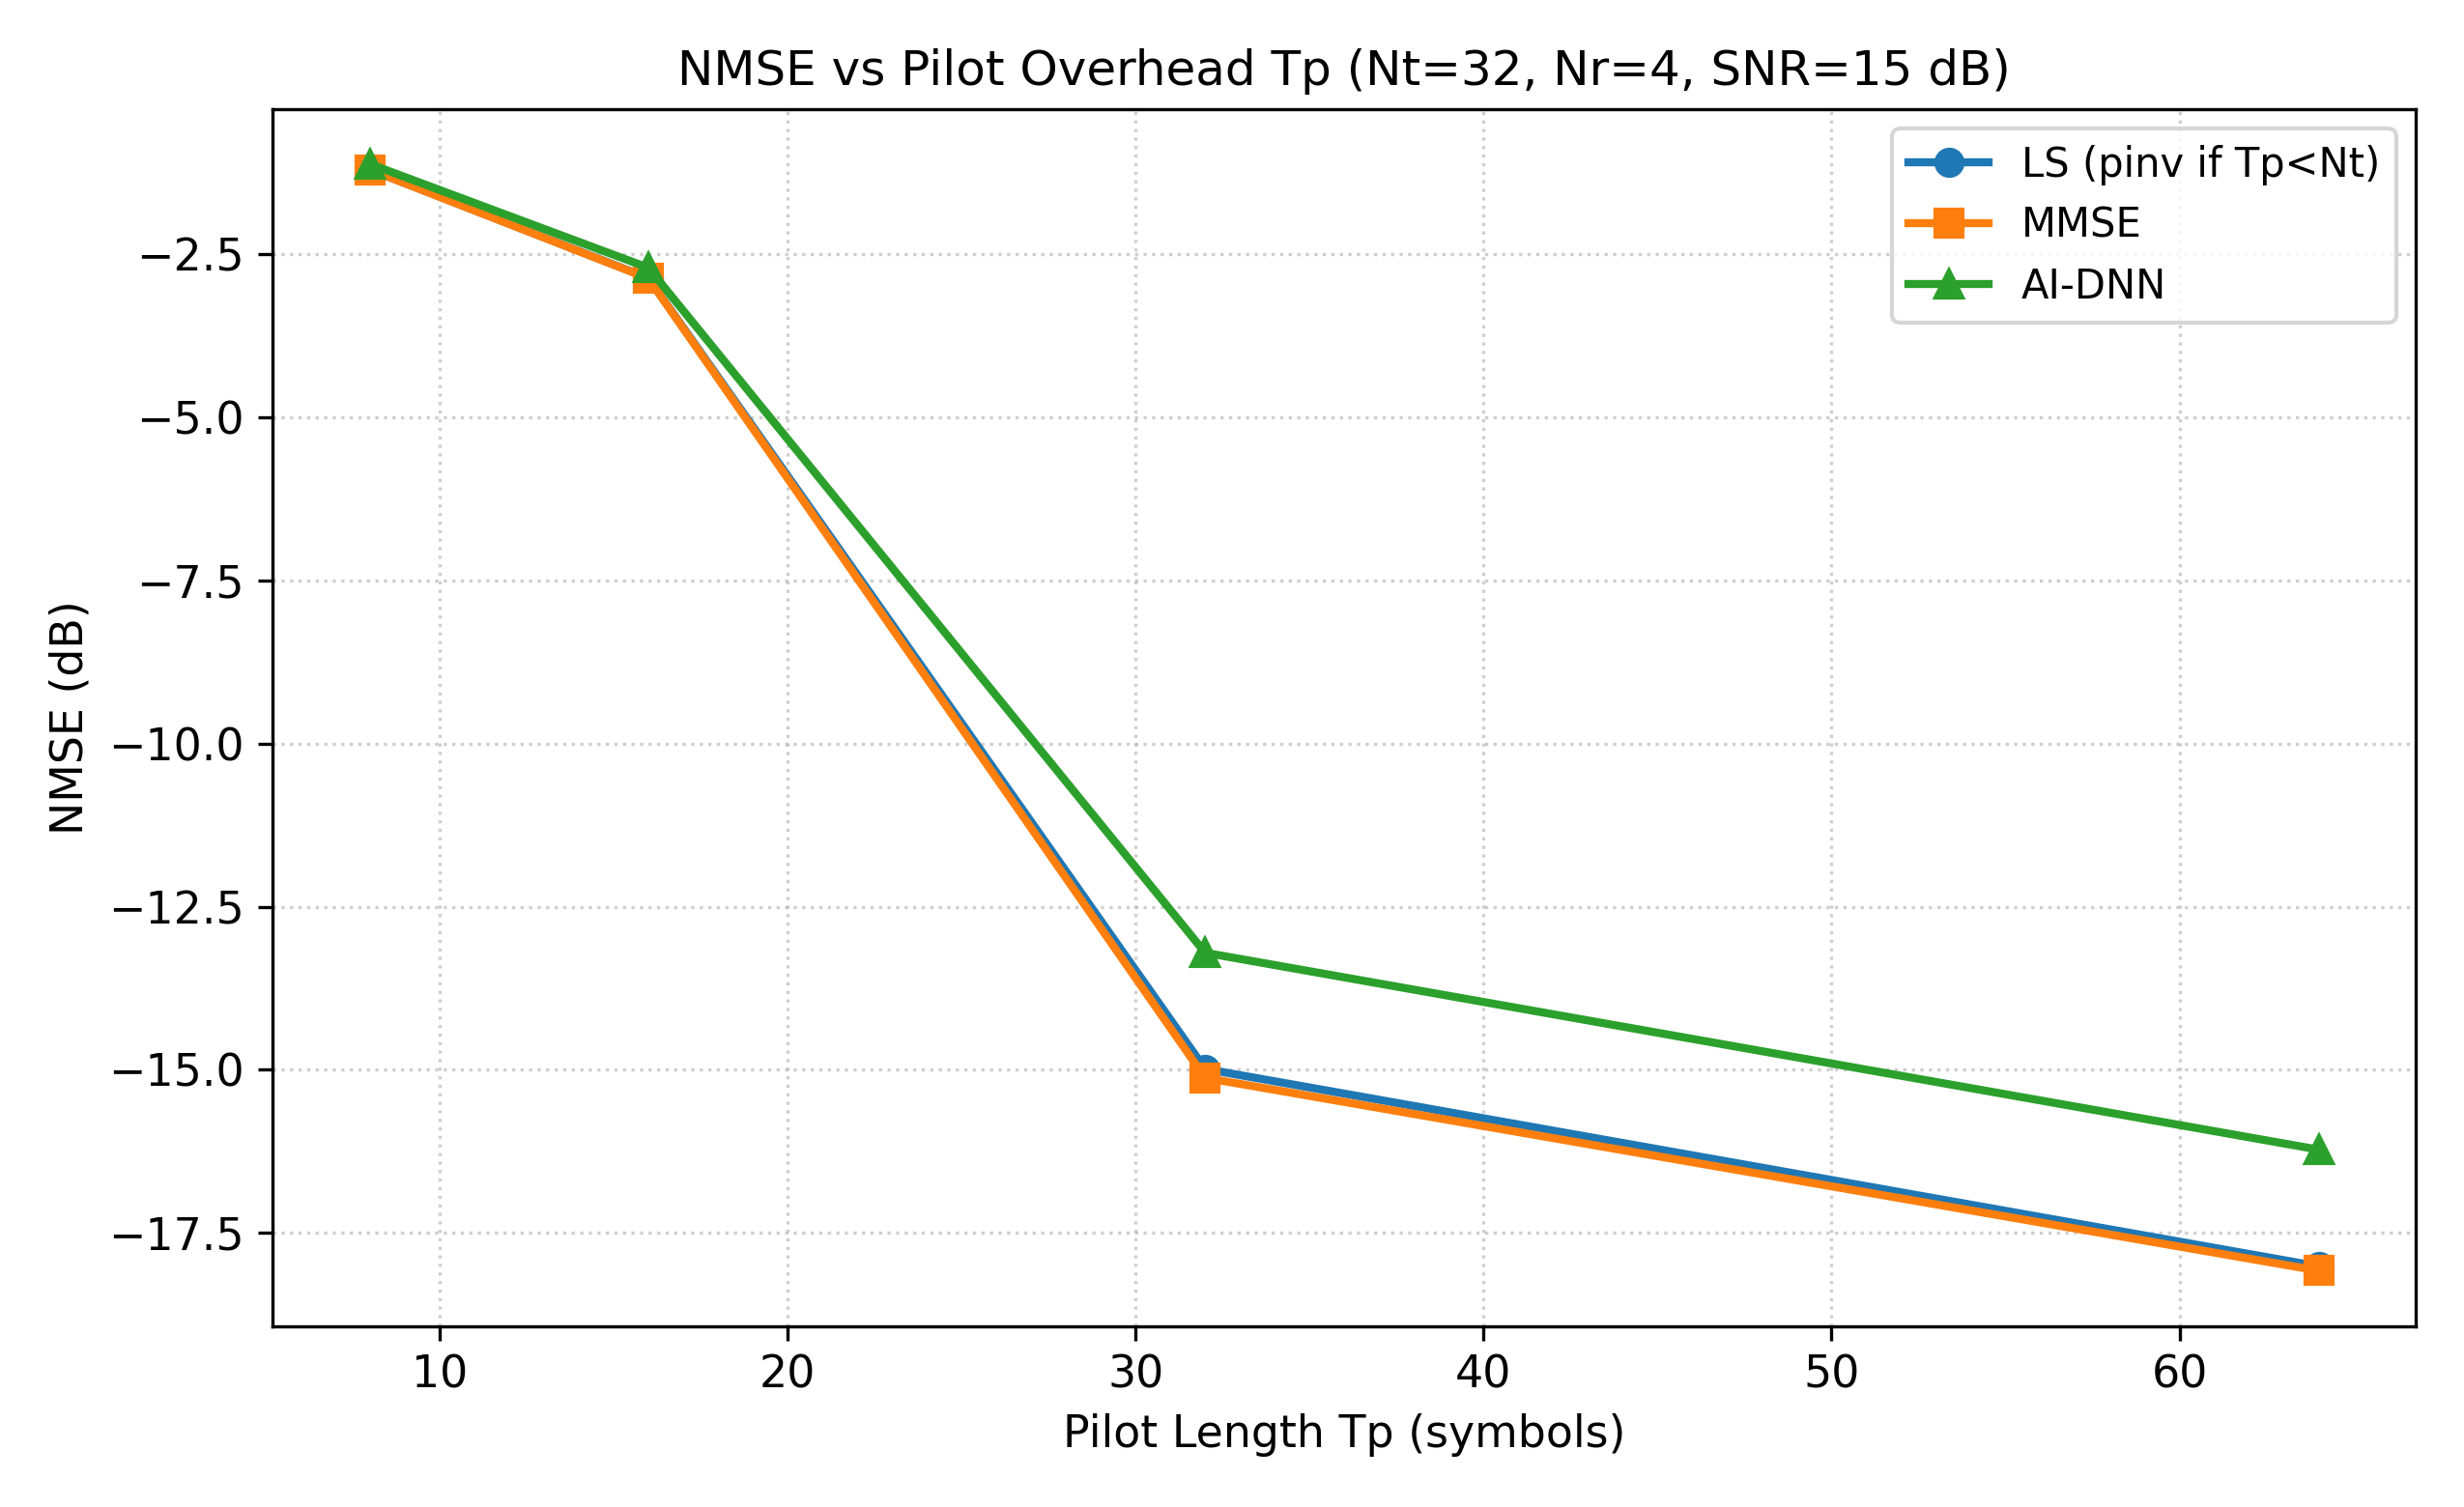 NMSE vs Pilot Overhead Tp (Nt=32, Nr=4, SNR=15 dB)
LS (pinv if Tp<Nt)
MMSE
AI-DNN
NMSE (dB)
−2.5
−5.0
−7.5
−10.0
−12.5
−15.0
−17.5
10 20 30 40 50 60
Pilot Length Tp (symbols)